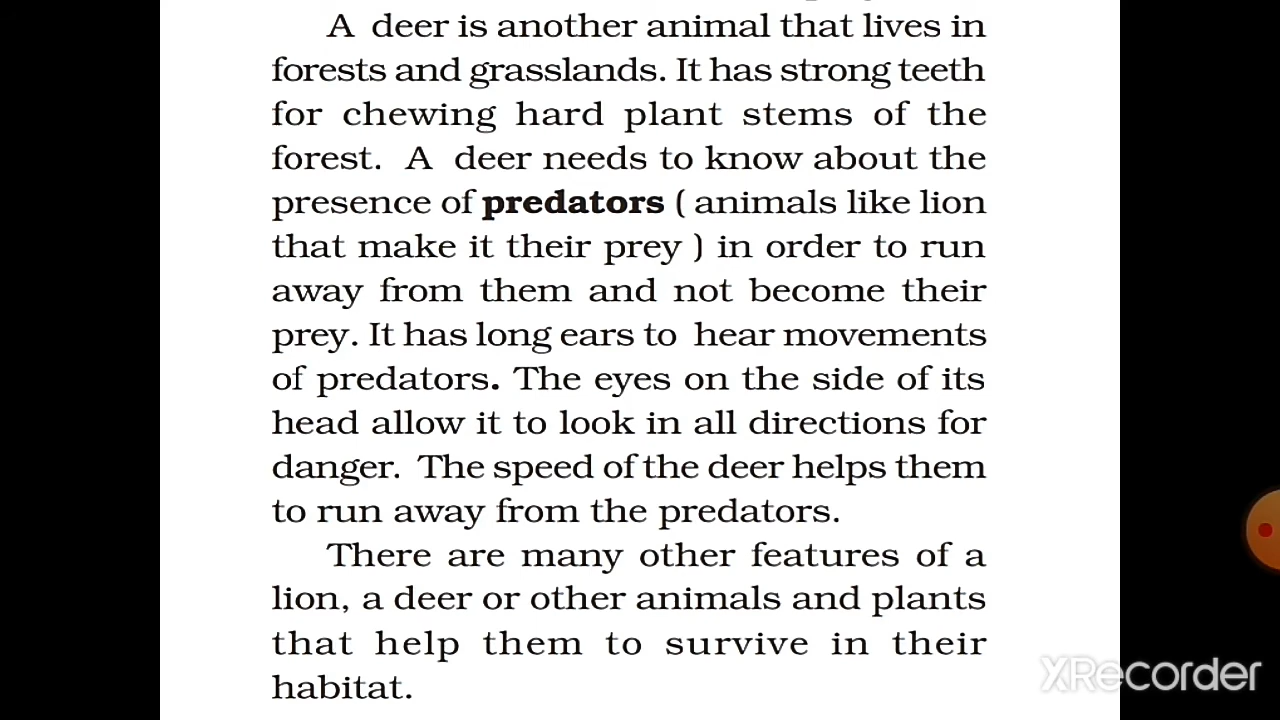 A deer is another animal that lives in
forests and grasslands. It has strong teeth
for chewing hard plant stems of the
forest. A deer needs to know about the
presence of predators ( animals like lion
that make it their prey ) in order to run
away from them and not become their
prey. It has long ears to hear movements
of predators. The eyes on the side of its
head allow it to look in all directions for
danger. The speed of the deer helps them
to run away from the predators.
There are many other features of a
lion, a deer or other animals and plants
that help them to survive in their
habitat.
XRecorder